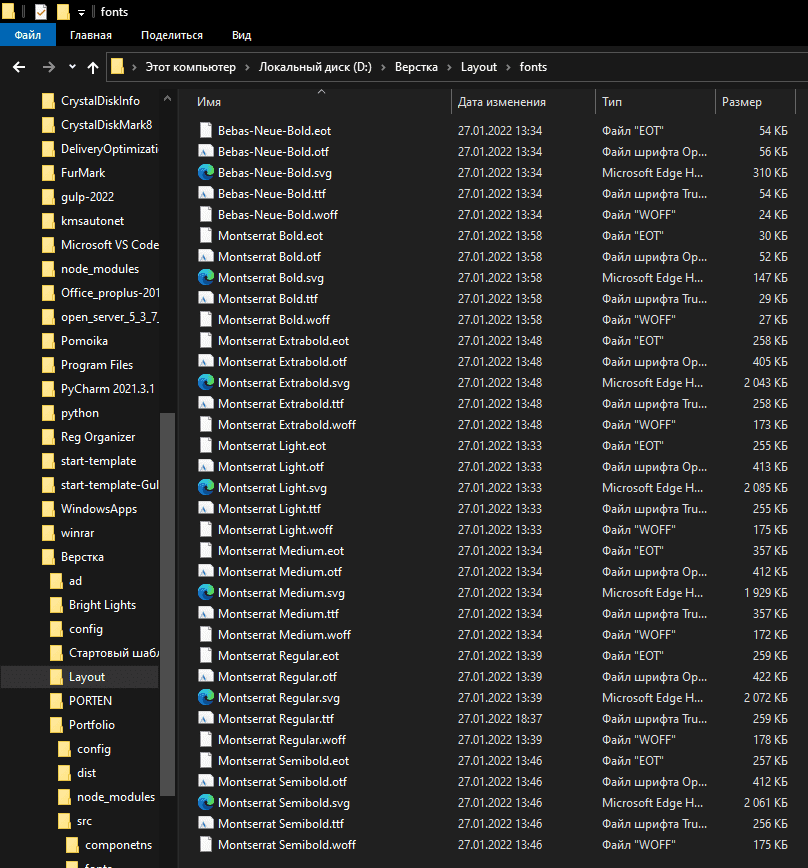 fonts
Файл Главная Поделиться Вид
Этот компьютер Локальный диск (D:) Верстка Layout fonts
CrystalDiskInfo
CrystalDiskMark8
DeliveryOptimizati
FurMark
gulp-2022
kmsautonet
Microsoft VS Code
node_modules
Office_proplus-201
open_server_5_3_7_
Pomoika
Program Files
PyCharm 2021.3.1
python
Reg Organizer
start-template
start-template-Gul
WindowsApps
winrar
Верстка
ad
Bright Lights
config
Стартовый шабл
Layout
PORTEN
Portfolio
config
dist
node_modules
src
componetns
fonts
Имя Дата изменения Тип Размер
Bebas-Neue-Bold.eot 27.01.2022 13:34 Файл "EOT" 54 КБ
Bebas-Neue-Bold.otf 27.01.2022 13:34 Файл шрифта Op... 56 КБ
Bebas-Neue-Bold.svg 27.01.2022 13:34 Microsoft Edge H... 310 КБ
Bebas-Neue-Bold.ttf 27.01.2022 13:34 Файл шрифта Tru... 54 КБ
Bebas-Neue-Bold.woff 27.01.2022 13:34 Файл "WOFF" 24 КБ
Montserrat Bold.eot 27.01.2022 13:58 Файл "EOT" 30 КБ
Montserrat Bold.otf 27.01.2022 13:58 Файл шрифта Op... 52 КБ
Montserrat Bold.svg 27.01.2022 13:58 Microsoft Edge H... 147 КБ
Montserrat Bold.ttf 27.01.2022 13:58 Файл шрифта Tru... 29 КБ
Montserrat Bold.woff 27.01.2022 13:58 Файл "WOFF" 27 КБ
Montserrat Extrabold.eot 27.01.2022 13:48 Файл "EOT" 258 КБ
Montserrat Extrabold.otf 27.01.2022 13:48 Файл шрифта Op... 405 КБ
Montserrat Extrabold.svg 27.01.2022 13:48 Microsoft Edge H... 2 043 КБ
Montserrat Extrabold.ttf 27.01.2022 13:48 Файл шрифта Tru... 258 КБ
Montserrat Extrabold.woff 27.01.2022 13:48 Файл "WOFF" 173 КБ
Montserrat Light.eot 27.01.2022 13:33 Файл "EOT" 255 КБ
Montserrat Light.otf 27.01.2022 13:33 Файл шрифта Op... 413 КБ
Montserrat Light.svg 27.01.2022 13:33 Microsoft Edge H... 2 085 КБ
Montserrat Light.ttf 27.01.2022 13:33 Файл шрифта Tru... 255 КБ
Montserrat Light.woff 27.01.2022 13:33 Файл "WOFF" 175 КБ
Montserrat Medium.eot 27.01.2022 13:34 Файл "EOT" 357 КБ
Montserrat Medium.otf 27.01.2022 13:34 Файл шрифта Op... 412 КБ
Montserrat Medium.svg 27.01.2022 13:34 Microsoft Edge H... 1 929 КБ
Montserrat Medium.ttf 27.01.2022 13:34 Файл шрифта Tru... 357 КБ
Montserrat Medium.woff 27.01.2022 13:34 Файл "WOFF" 172 КБ
Montserrat Regular.eot 27.01.2022 13:39 Файл "EOT" 259 КБ
Montserrat Regular.otf 27.01.2022 13:39 Файл шрифта Op... 422 КБ
Montserrat Regular.svg 27.01.2022 13:39 Microsoft Edge H... 2 072 КБ
Montserrat Regular.ttf 27.01.2022 18:37 Файл шрифта Tru... 259 КБ
Montserrat Regular.woff 27.01.2022 13:39 Файл "WOFF" 178 КБ
Montserrat Semibold.eot 27.01.2022 13:46 Файл "EOT" 257 КБ
Montserrat Semibold.otf 27.01.2022 13:46 Файл шрифта Op... 412 КБ
Montserrat Semibold.svg 27.01.2022 13:46 Microsoft Edge H... 2 061 КБ
Montserrat Semibold.ttf 27.01.2022 13:46 Файл шрифта Tru... 256 КБ
Montserrat Semibold.woff 27.01.2022 13:46 Файл "WOFF" 175 КБ